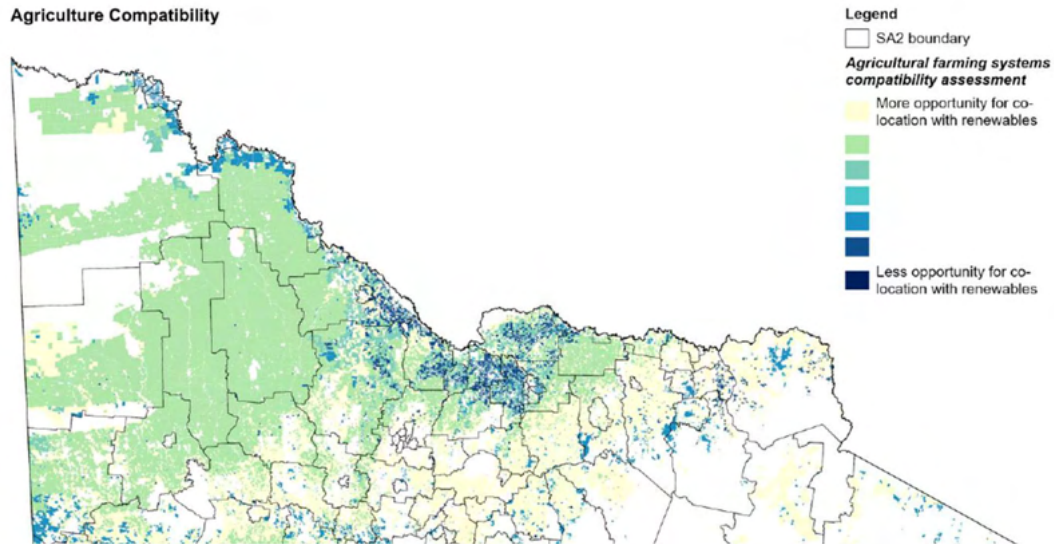 Agriculture Compatibility
Legend
SA2 boundary
Agricultural farming systems
compatibility assessment
More opportunity for co-
location with renewables
Less opportunity for co-
location with renewables